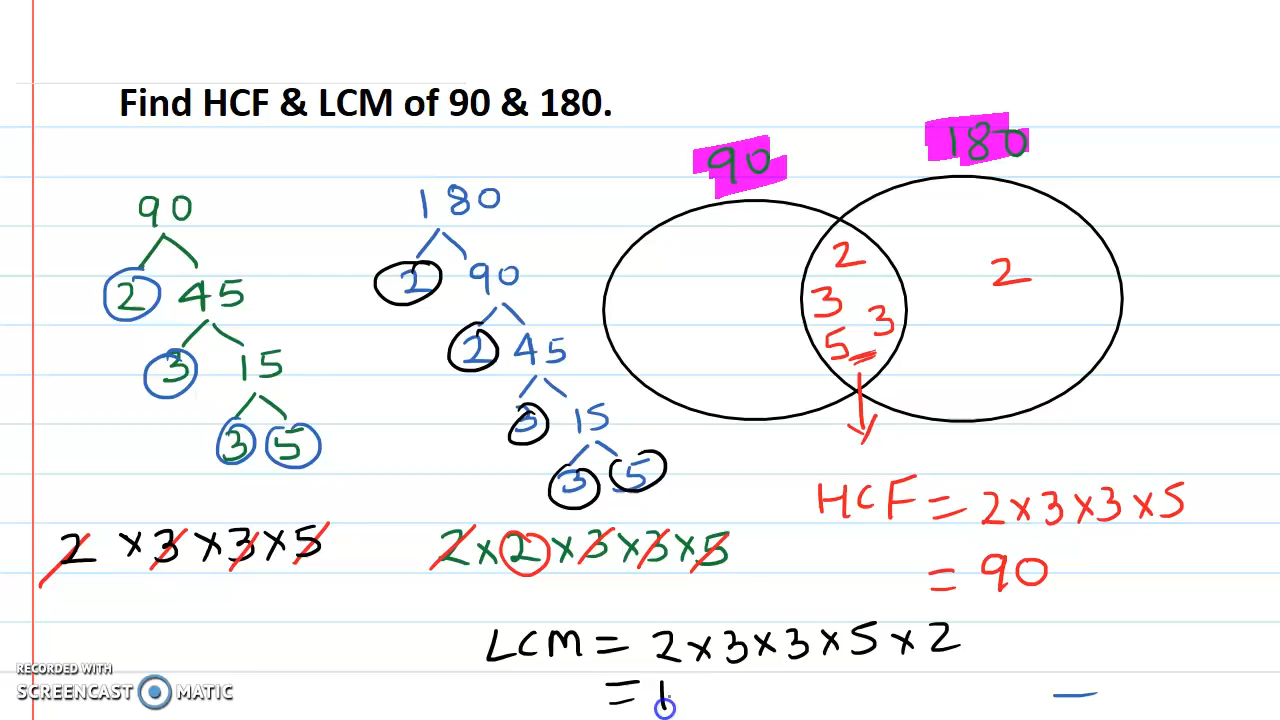 Find HCF & LCM of 90 & 180.
90
180
90
2 45
3 15
3 5
180
2 90
2 45
3 15
3 5
2
3
3
5
2
2 × 3 × 3 × 5
2 × 2 × 3 × 3 × 5
HCF = 2 × 3 × 3 × 5
= 90
LCM = 2 × 3 × 3 × 5 × 2
= 1
RECORDED WITH
SCREENCAST MATIC